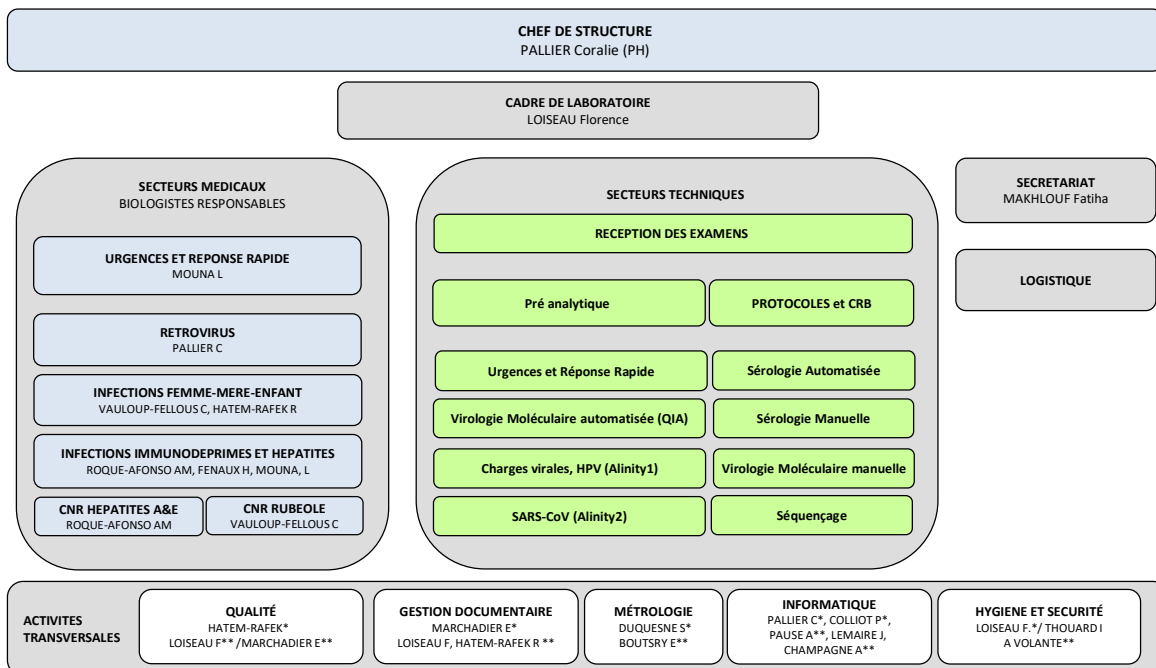 CHEF DE STRUCTURE
PALLIER Coralie (PH)
CADRE DE LABORATOIRE
LOISEAU Florence
SECTEURS MEDICAUX
BIOLOGISTES RESPONSABLES
URGENCES ET REPONSE RAPIDE
MOUNA L
RETROVIRUS
PALLIER C
INFECTIONS FEMME-MERE-ENFANT
VAULOUP-FELLOUS C, HATEM-RAFEK R
INFECTIONS IMMUNODEPRIMES ET HEPATITES
ROQUE-AFONSO AM, FENAUX H, MOUNA, L
CNR HEPATITES A&E
ROQUE-AFONSO AM
CNR RUBEOLE
VAULOUP-FELLOUS C
SECTEURS TECHNIQUES
RECEPTION DES EXAMENS
Pré analytique
PROTOCOLES et CRB
Urgences et Réponse Rapide
Sérologie Automatisée
Virologie Moléculaire automatisée (QIA)
Sérologie Manuelle
Charges virales, HPV (Alinity1)
Virologie Moléculaire manuelle
SARS-CoV (Alinity2)
Séquençage
SECRETARIAT
MAKHLOUF Fatiha
LOGISTIQUE
ACTIVITES
TRANSVERSALES
QUALITÉ
HATEM-RAFEK*
LOISEAU F** /MARCHADIER E**
GESTION DOCUMENTAIRE
MARCHADIER E*
LOISEAU F, HATEM-RAFEK R **
MÉTROLOGIE
DUQUESNE S*
BOUTSRY E**
INFORMATIQUE
PALLIER C*, COLLIOT P*,
PAUSE A**, LEMAIRE J,
CHAMPAGNE A**
HYGIENE ET SECURITÉ
LOISEAU F.*/ THOUARD I
A VOLANTE**